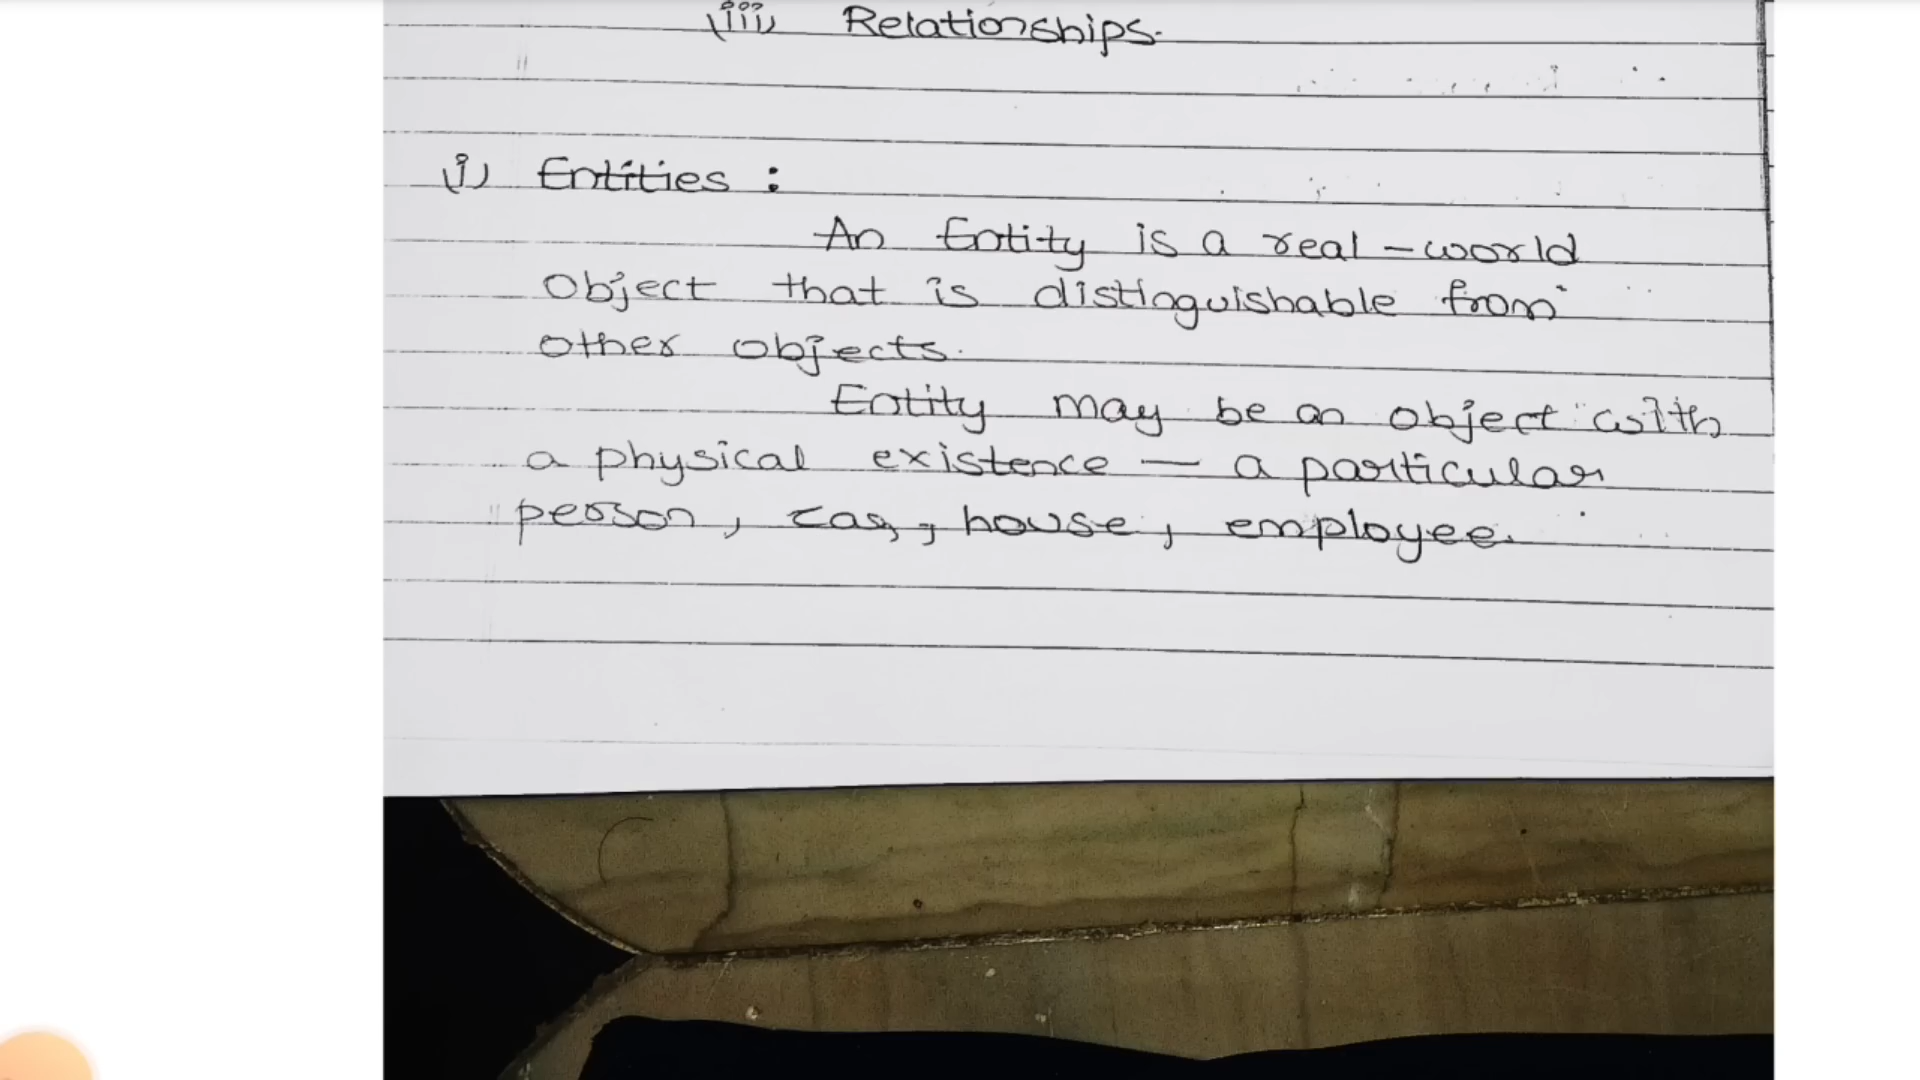 (iii) Relationships.
(i) Entities :
An Entity is a real-world
object that is distinguishable from
other objects.
Entity may be an object with
a physical existence — a particular
person, car, house, employee.